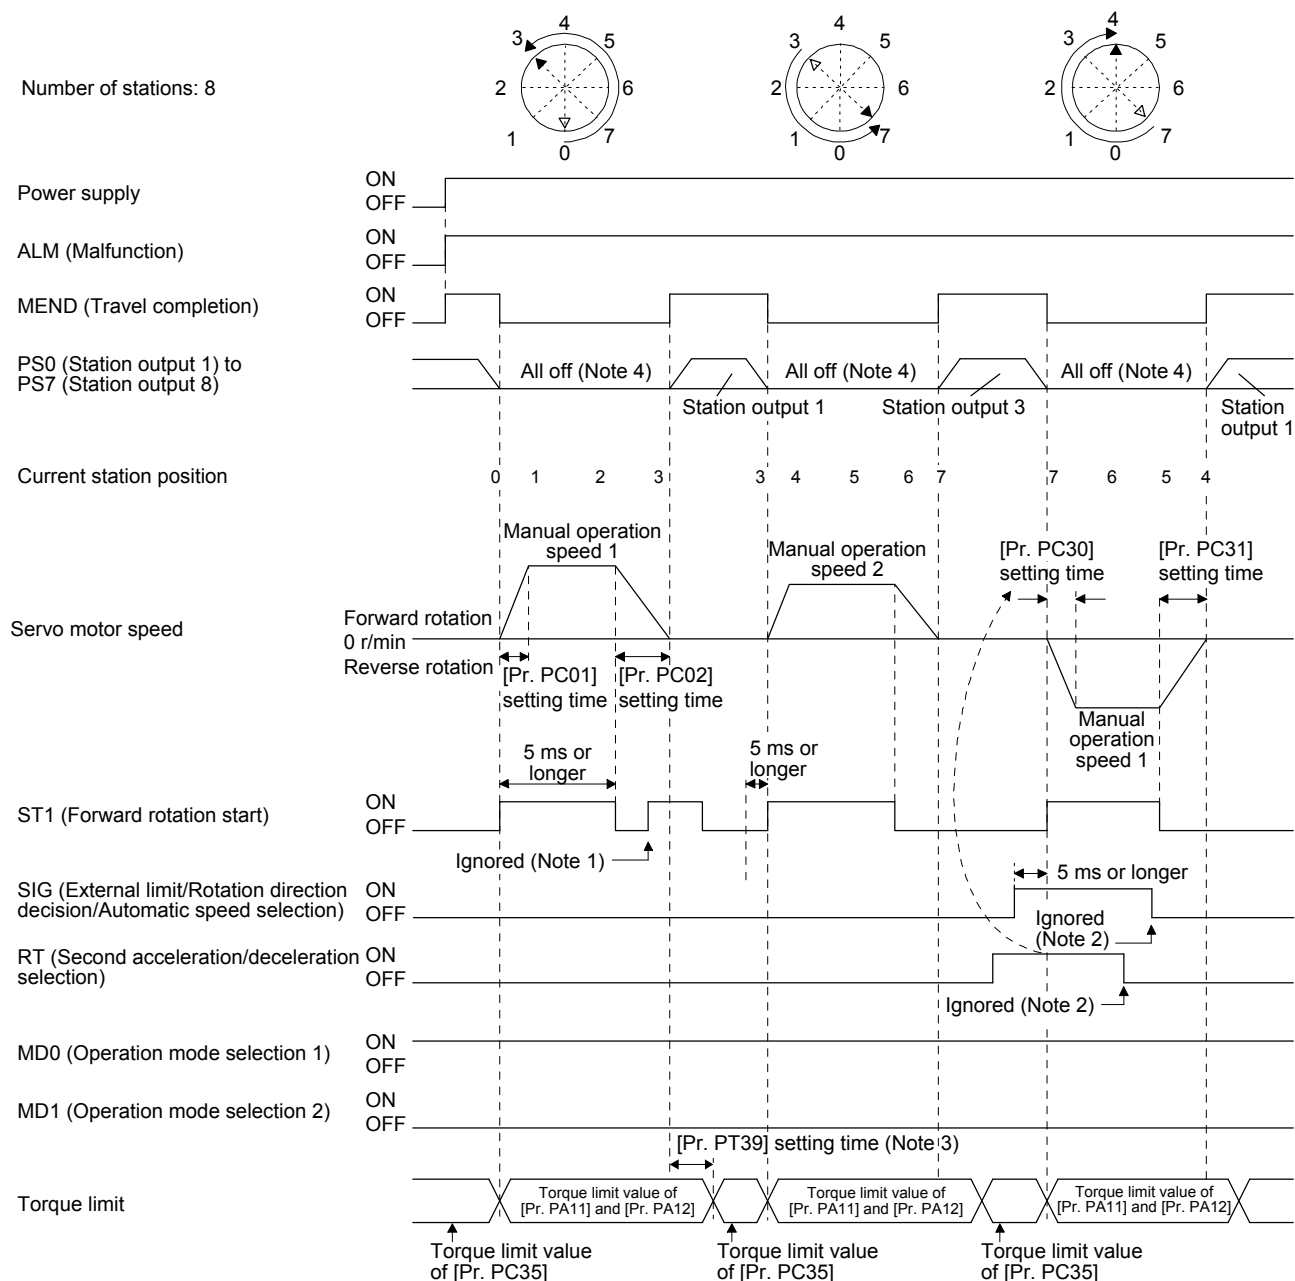 Number of stations: 8
4
3
5
2
6
1
7
0
4
3
5
2
6
1
7
0
4
3
5
2
6
1
7
0
Power supply
ON
OFF
ALM (Malfunction)
ON
OFF
MEND (Travel completion)
ON
OFF
PS0 (Station output 1) to
PS7 (Station output 8)
All off (Note 4)
All off (Note 4)
All off (Note 4)
Station output 1
Station output 3
Station
output 1
Current station position
0 1 2 3 3 4 5 6 7 7 6 5 4
Servo motor speed
Forward rotation
0 r/min
Reverse rotation
Manual operation
speed 1
Manual operation
speed 2
[Pr. PC30]
setting time
[Pr. PC31]
setting time
[Pr. PC01]
setting time
[Pr. PC02]
setting time
Manual
operation
speed 1
5 ms or
longer
5 ms or
longer
ST1 (Forward rotation start)
ON
OFF
Ignored (Note 1)
SIG (External limit/Rotation direction
decision/Automatic speed selection)
ON
OFF
5 ms or longer
Ignored
(Note 2)
RT (Second acceleration/deceleration
selection)
ON
OFF
Ignored (Note 2)
MD0 (Operation mode selection 1)
ON
OFF
MD1 (Operation mode selection 2)
ON
OFF
[Pr. PT39] setting time (Note 3)
Torque limit
Torque limit value of
[Pr. PA11] and [Pr. PA12]
Torque limit value of
[Pr. PA11] and [Pr. PA12]
Torque limit value of
[Pr. PA11] and [Pr. PA12]
Torque limit value
of [Pr. PC35]
Torque limit value
of [Pr. PC35]
Torque limit value
of [Pr. PC35]